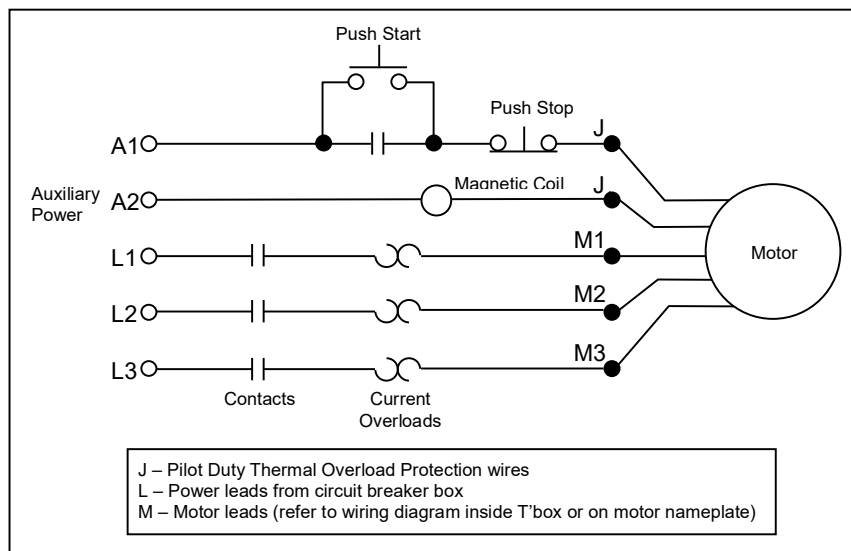 Push Start
Push Stop
A1
J
Auxiliary
Power
A2
Magnetic Coil
J
L1
M1
Motor
L2
M2
L3
M3
Contacts
Current
Overloads
J – Pilot Duty Thermal Overload Protection wires
L – Power leads from circuit breaker box
M – Motor leads (refer to wiring diagram inside T’box or on motor nameplate)